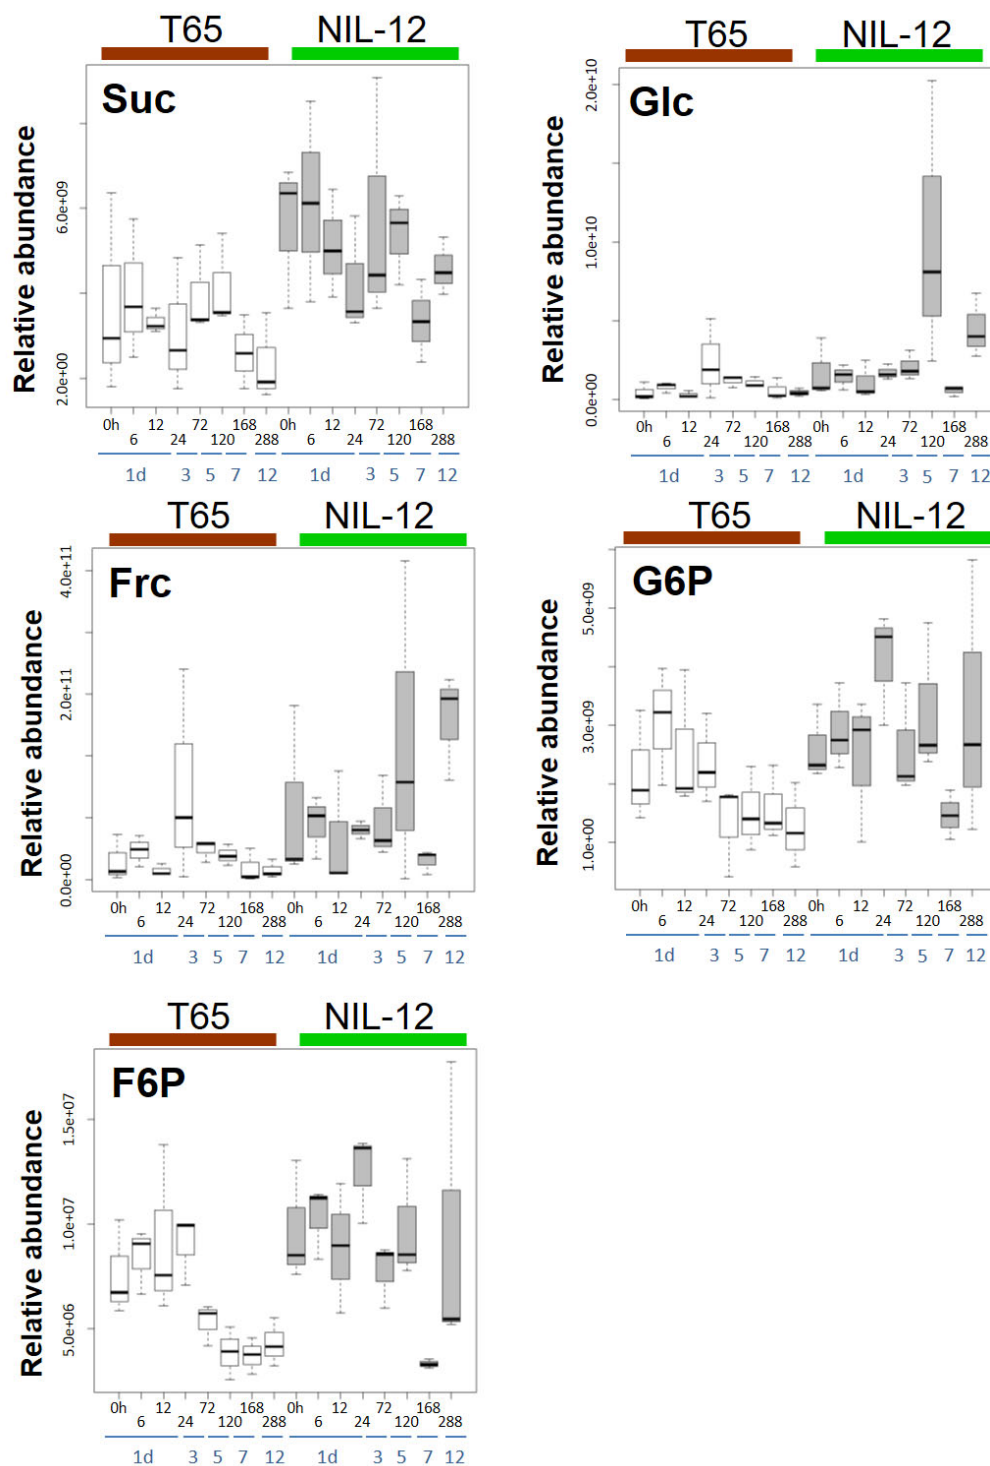 T65 NIL-12
Suc
Relative abundance
2.0e+00 6.0e+09
0h 12 72 168 0h 12 72 168
6 24 120 288 6 24 120 288
1d 3 5 7 12 1d 3 5 7 12
T65 NIL-12
Glc
Relative abundance
0.0e+00 1.0e+10 2.0e+10
0h 12 72 168 0h 12 72 168
6 24 120 288 6 24 120 288
1d 3 5 7 12 1d 3 5 7 12
T65 NIL-12
Frc
Relative abundance
0.0e+00 2.0e+11 4.0e+11
0h 12 72 168 0h 12 72 168
6 24 120 288 6 24 120 288
1d 3 5 7 12 1d 3 5 7 12
T65 NIL-12
G6P
Relative abundance
1.0e+00 3.0e+09 5.0e+09
0h 12 72 168 0h 12 72 168
6 24 120 288 6 24 120 288
1d 3 5 7 12 1d 3 5 7 12
T65 NIL-12
F6P
Relative abundance
5.0e+06 1.0e+07 1.5e+07
0h 12 72 168 0h 12 72 168
6 24 120 288 6 24 120 288
1d 3 5 7 12 1d 3 5 7 12